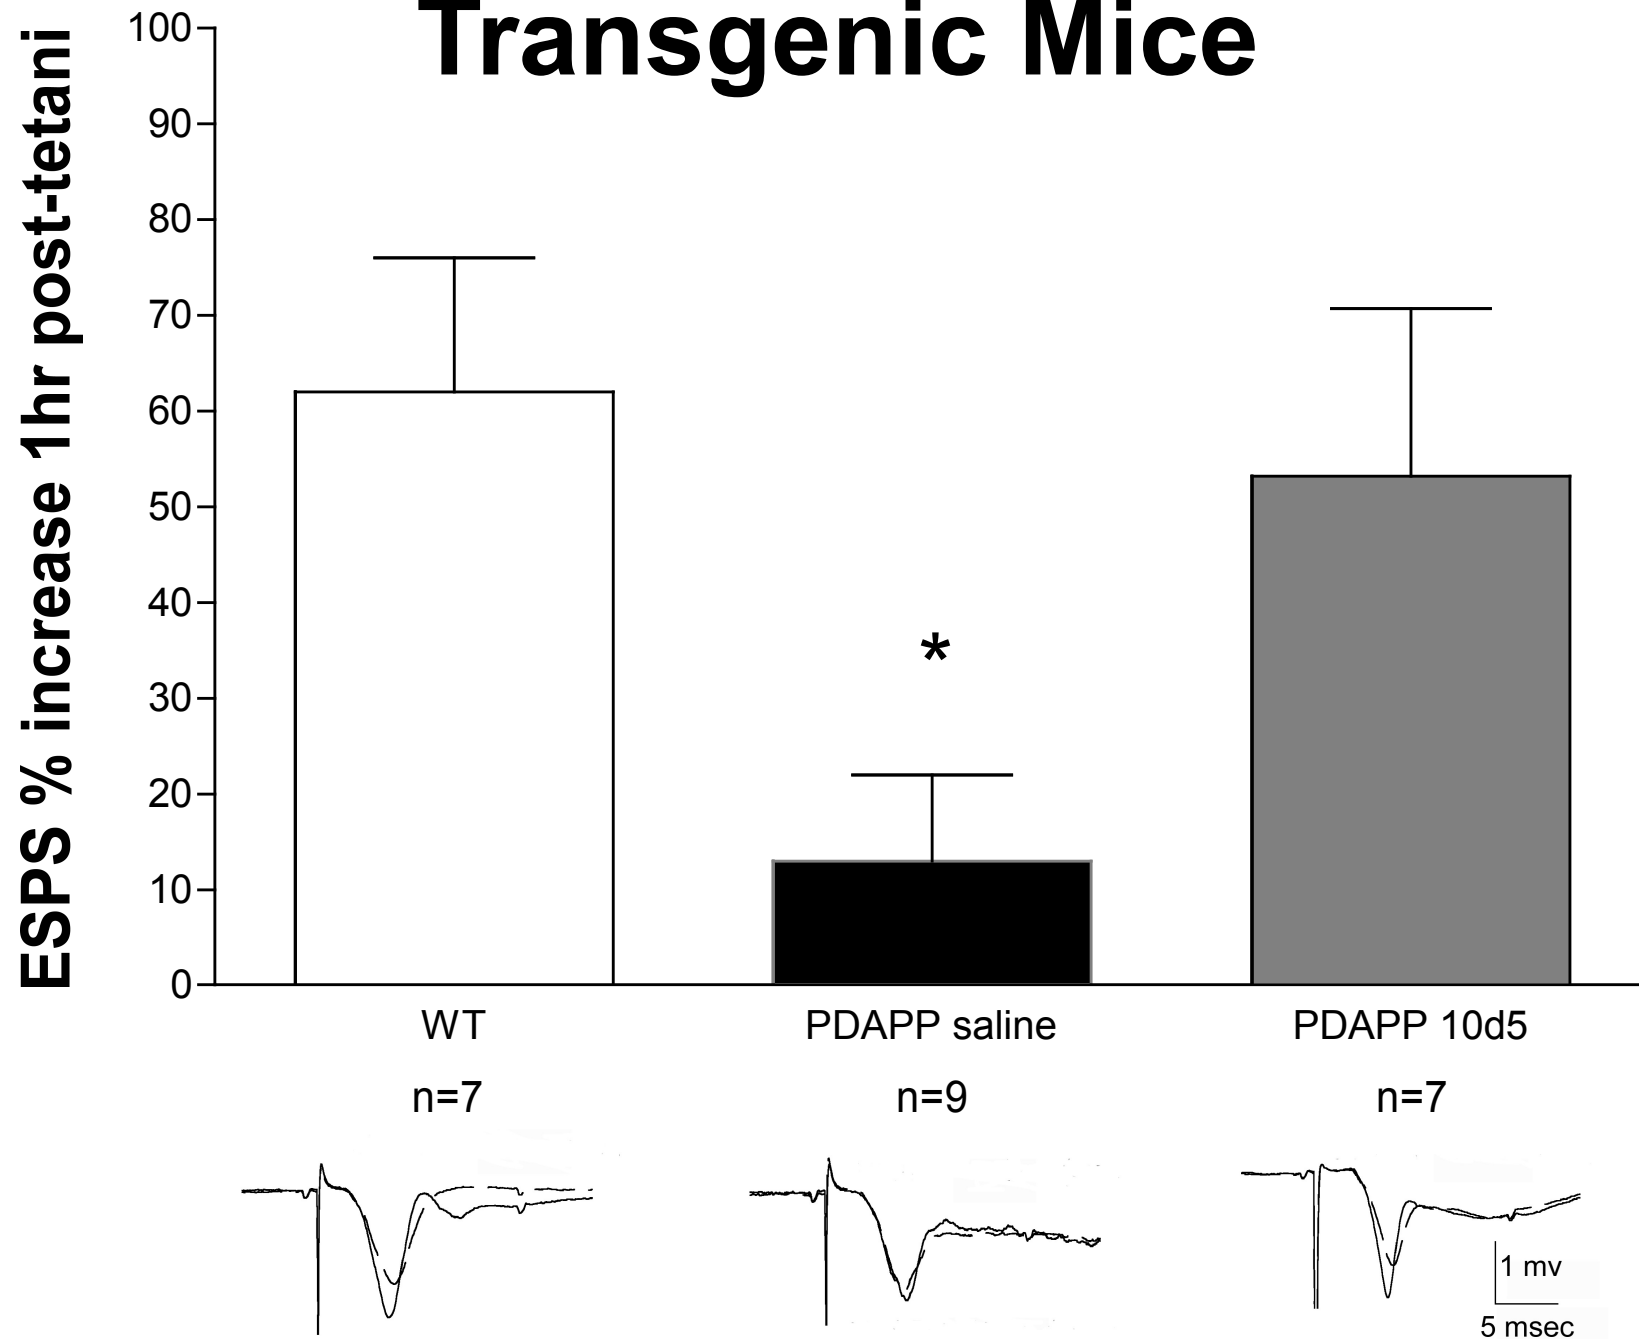 Transgenic Mice
ESPS % increase 1hr post-tetani
100
90
80
70
60
50
40
30
20
10
0
*
WT PDAPP saline PDAPP 10d5
n=7 n=9 n=7
1 mv
5 msec